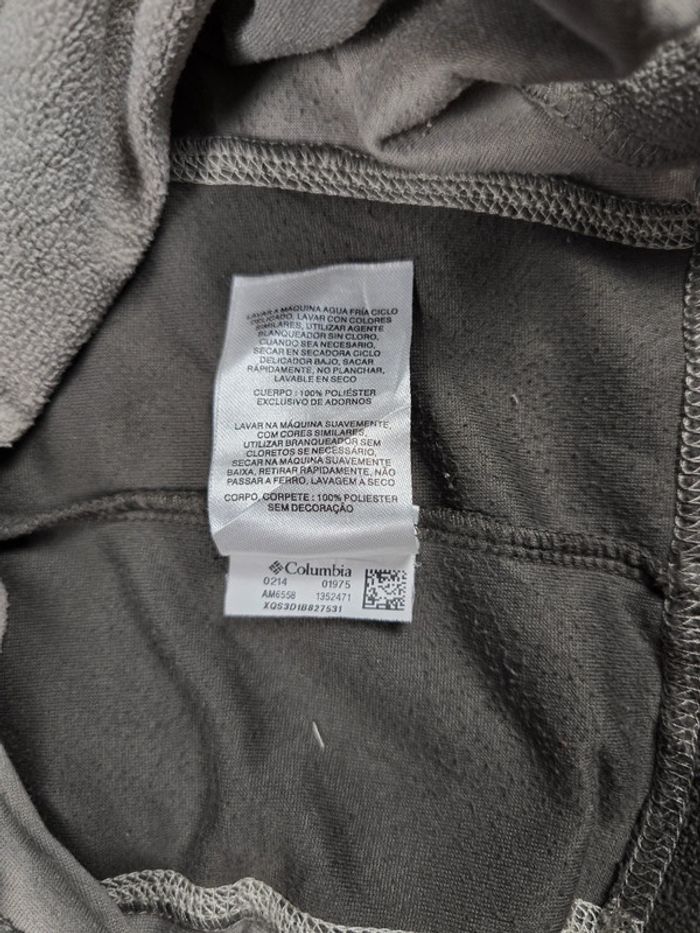 LAVAR A MÁQUINA AGUA FRÍA CICLO
DELICADO, LAVAR CON COLORES
SIMILARES, UTILIZAR AGENTE
BLANQUEADOR SIN CLORO,
CUANDO SEA NECESARIO,
SECAR EN SECADORA CICLO
DELICADOR BAJO, SACAR
RÁPIDAMENTE, NO PLANCHAR,
LAVABLE EN SECO
CUERPO : 100% POLIÉSTER
EXCLUSIVO DE ADORNOS
LAVAR NA MÁQUINA SUAVEMENTE,
COM CORES SIMILARES,
UTILIZAR BRANQUEADOR SEM
CLORETOS SE NECESSÁRIO,
SECAR NA MÁQUINA SUAVEMENTE
BAIXA, RETIRAR RAPIDAMENTE, NÃO
PASSAR A FERRO, LAVAGEM A SECO
CORPO, CORPETE : 100% POLIESTER
SEM DECORAÇÃO
Columbia
0214 01975
AM6558 1352471
XQS3D1B827531